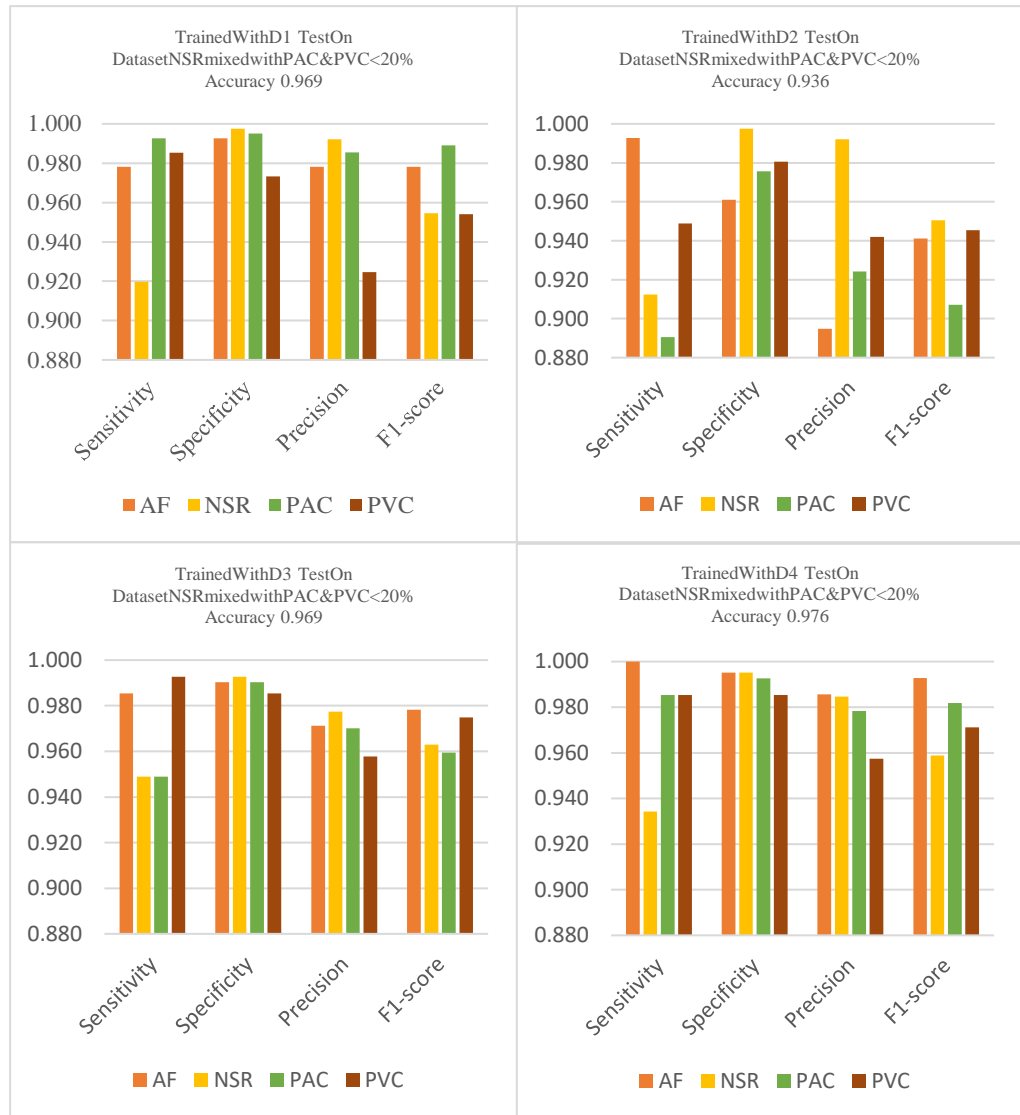 TrainedWithD1 TestOn
DatasetNSRmixedwithPAC&PVC<20%
Accuracy 0.969
1.000
0.980
0.960
0.940
0.920
0.900
0.880
Sensitivity
Specificity
Precision
F1-score
AF NSR PAC PVC
TrainedWithD2 TestOn
DatasetNSRmixedwithPAC&PVC<20%
Accuracy 0.936
1.000
0.980
0.960
0.940
0.920
0.900
0.880
Sensitivity
Specificity
Precision
F1-score
AF NSR PAC PVC
TrainedWithD3 TestOn
DatasetNSRmixedwithPAC&PVC<20%
Accuracy 0.969
1.000
0.980
0.960
0.940
0.920
0.900
0.880
Sensitivity
Specificity
Precision
F1-score
AF NSR PAC PVC
TrainedWithD4 TestOn
DatasetNSRmixedwithPAC&PVC<20%
Accuracy 0.976
1.000
0.980
0.960
0.940
0.920
0.900
0.880
Sensitivity
Specificity
Precision
F1-score
AF NSR PAC PVC